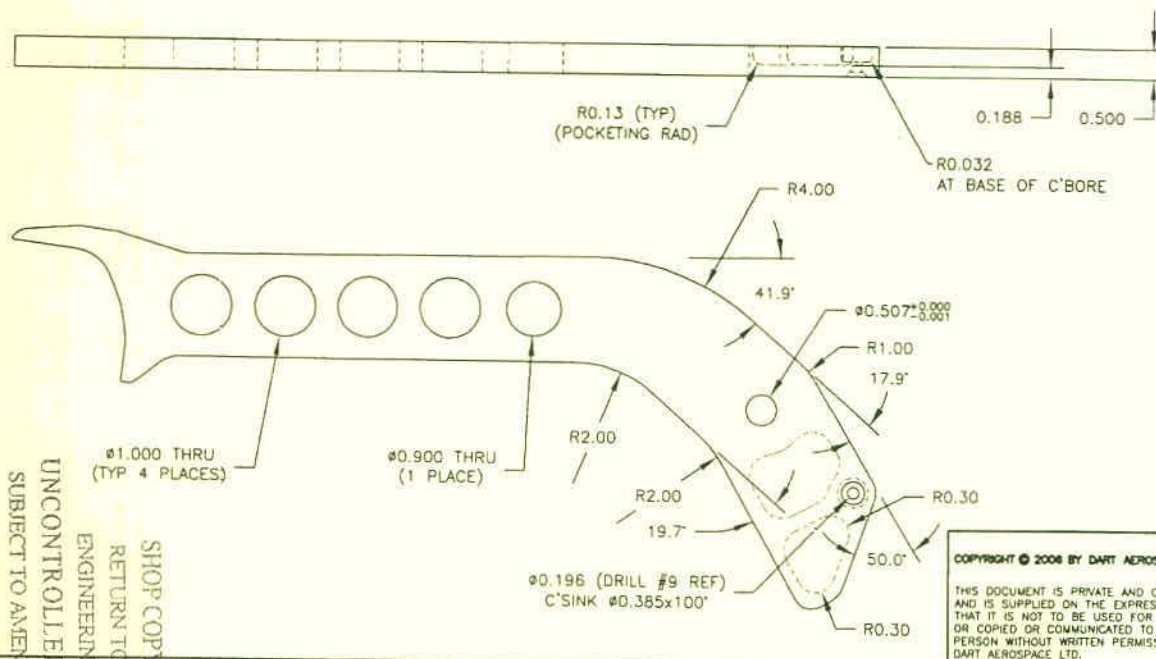 R0.13 (TYP)
(POCKETING RAD)
0.188
0.500
R0.032
AT BASE OF C'BORE
R4.00
41.9°
ø0.507+0.000
-0.001
R1.00
17.9°
ø1.000 THRU
(TYP 4 PLACES)
ø0.900 THRU
(1 PLACE)
R2.00
R2.00
19.7°
R0.30
50.0°
ø0.196 (DRILL #9 REF)
C'SINK ø0.385x100°
R0.30
SHOP COPY
RETURN TO
ENGINEERIN
UNCONTROLLE
SUBJECT TO AMEN
COPYRIGHT © 2006 BY DART AEROS
THIS DOCUMENT IS PRIVATE AND C
AND IS SUPPLIED ON THE EXPRES
THAT IT IS NOT TO BE USED FOR
OR COPIED OR COMMUNICATED TO
PERSON WITHOUT WRITTEN PERMIS
DART AEROSPACE LTD.